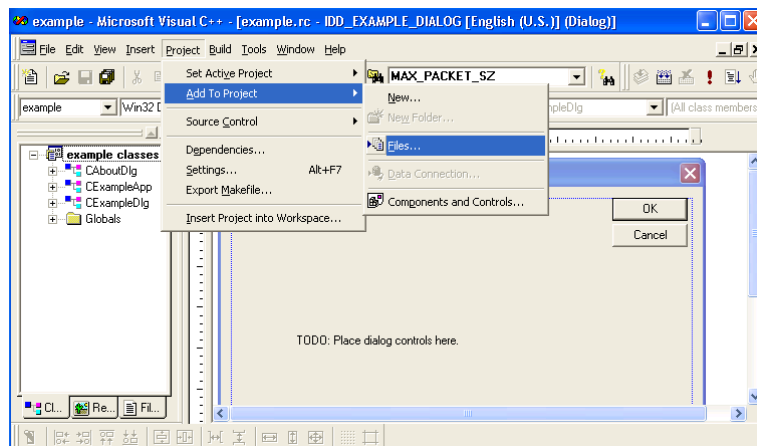 example - Microsoft Visual C++ - [example.rc - IDD_EXAMPLE_DIALOG [English (U.S.)] (Dialog)]
File Edit View Insert Project Build Tools Window Help
MAX_PACKET_SZ
example
Win32 D
mpleDlg
(All class members
Set Active Project
Add To Project
Source Control
Dependencies...
Settings... Alt+F7
Export Makefile...
Insert Project into Workspace...
New...
New Folder...
Files...
Data Connection...
Components and Controls...
example classes
CAboutDlg
CExampleApp
CExampleDlg
Globals
OK
Cancel
TODO: Place dialog controls here.
Cl... Re... Fil...